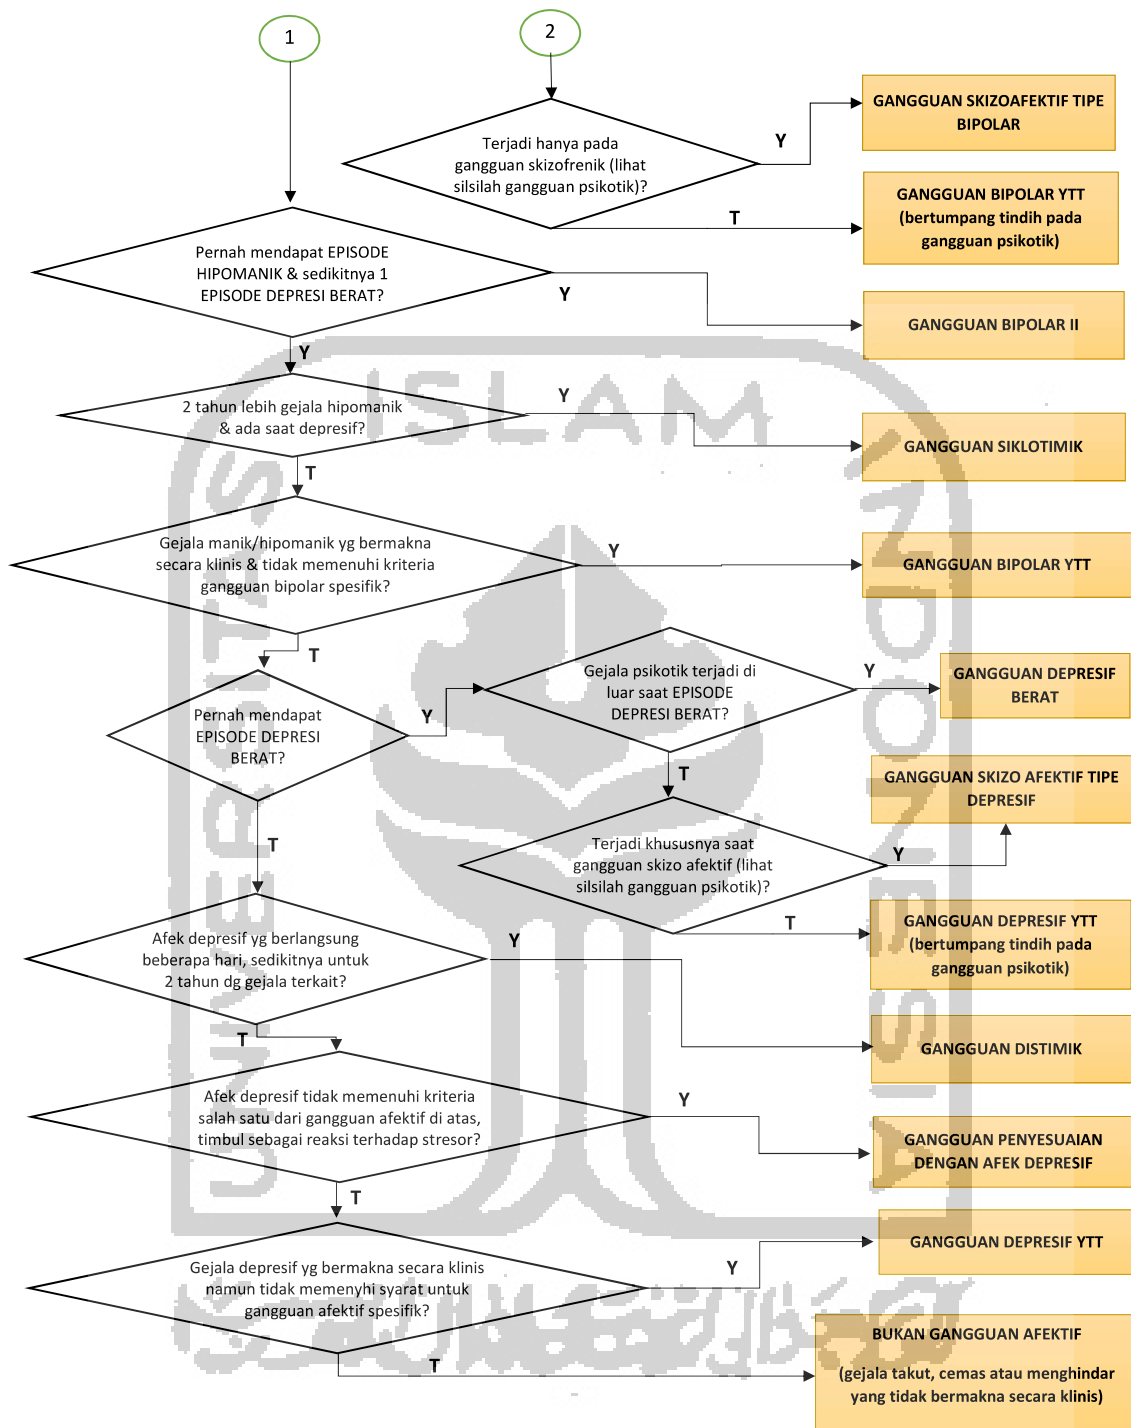 1
2
Terjadi hanya pada
gangguan skizofrenik (lihat
silsilah gangguan psikotik)?
Y
GANGGUAN SKIZOAFEKTIF TIPE
BIPOLAR
T
GANGGUAN BIPOLAR YTT
(bertumpang tindih pada
gangguan psikotik)
Pernah mendapat EPISODE
HIPOMANIK & sedikitnya 1
EPISODE DEPRESI BERAT?
Y
GANGGUAN BIPOLAR II
Y
2 tahun lebih gejala hipomanik
& ada saat depresif?
Y
GANGGUAN SIKLOTIMIK
T
Gejala manik/hipomanik yg bermakna
secara klinis & tidak memenuhi kriteria
gangguan bipolar spesifik?
Y
GANGGUAN BIPOLAR YTT
T
Pernah mendapat
EPISODE DEPRESI
BERAT?
Y
Gejala psikotik terjadi di
luar saat EPISODE
DEPRESI BERAT?
Y
GANGGUAN DEPRESIF
BERAT
T
GANGGUAN SKIZO AFEKTIF TIPE
DEPRESIF
Terjadi khususnya saat
gangguan skizo afektif (lihat
silsilah gangguan psikotik)?
Y
T
GANGGUAN DEPRESIF YTT
(bertumpang tindih pada
gangguan psikotik)
T
Afek depresif yg berlangsung
beberapa hari, sedikitnya untuk
2 tahun dg gejala terkait?
Y
GANGGUAN DISTIMIK
T
Afek depresif tidak memenuhi kriteria
salah satu dari gangguan afektif di atas,
timbul sebagai reaksi terhadap stresor?
Y
GANGGUAN PENYESUAIAN
DENGAN AFEK DEPRESIF
T
Gejala depresif yg bermakna secara klinis
namun tidak memenyhi syarat untuk
gangguan afektif spesifik?
Y
GANGGUAN DEPRESIF YTT
T
BUKAN GANGGUAN AFEKTIF
(gejala takut, cemas atau menghindar
yang tidak bermakna secara klinis)
UNIVERSITAS
ISLAM
INDONESIA